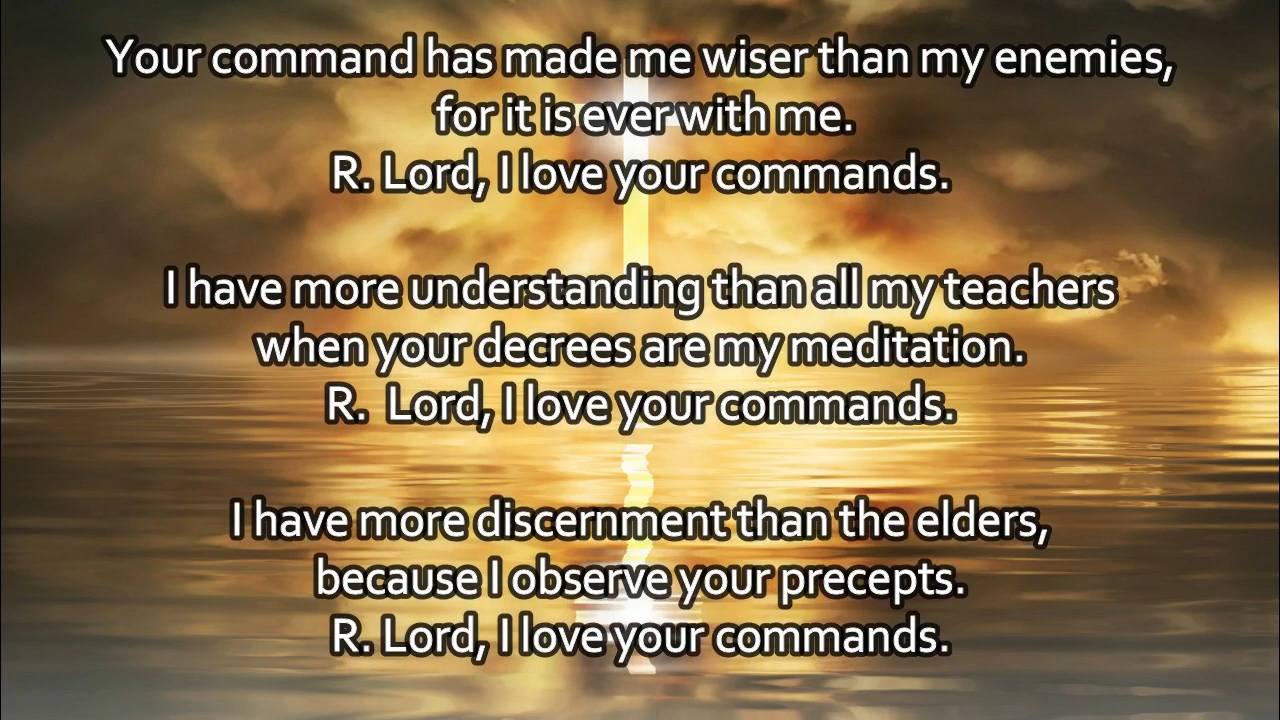 Your command has made me wiser than my enemies,
for it is ever with me.
R. Lord, I love your commands.
I have more understanding than all my teachers
when your decrees are my meditation.
R.  Lord, I love your commands.
I have more discernment than the elders,
because I observe your precepts.
R. Lord, I love your commands.